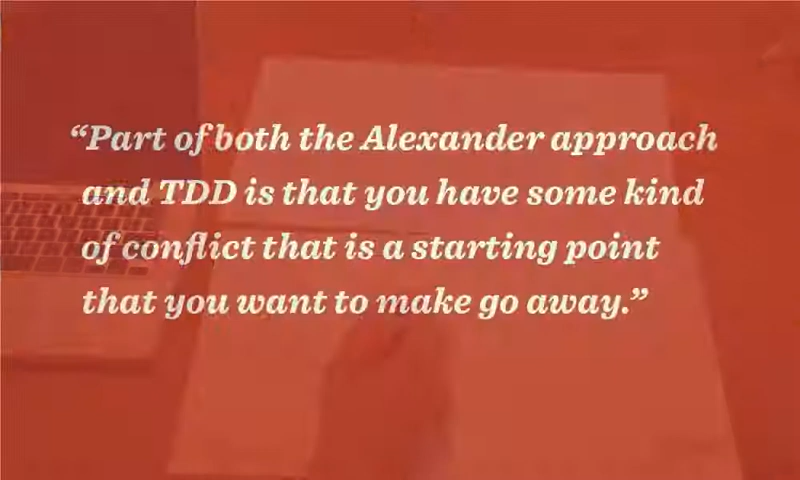 “Part of both the Alexander approach
and TDD is that you have some kind
of conflict that is a starting point
that you want to make go away.”